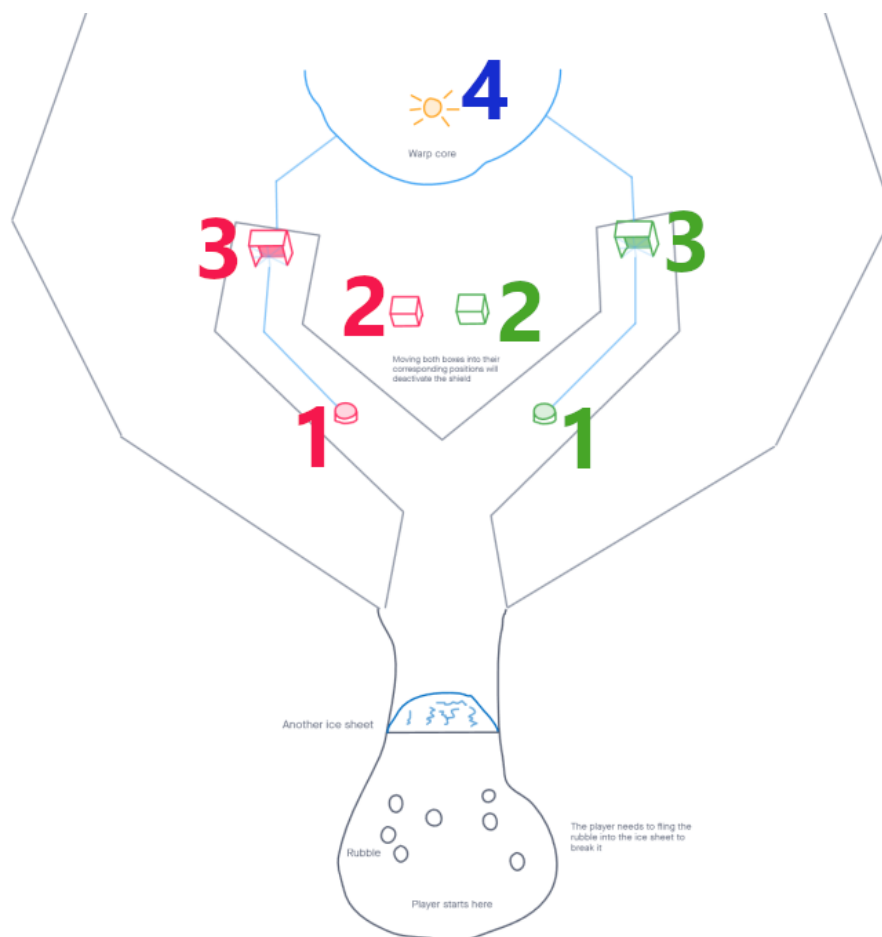 4
Warp core
3
3
2
2
Moving both boxes into their
corresponding positions will
deactivate the shield
1
1
Another ice sheet
The player needs to fling the
rubble into the ice sheet to
break it
Rubble
Player starts here